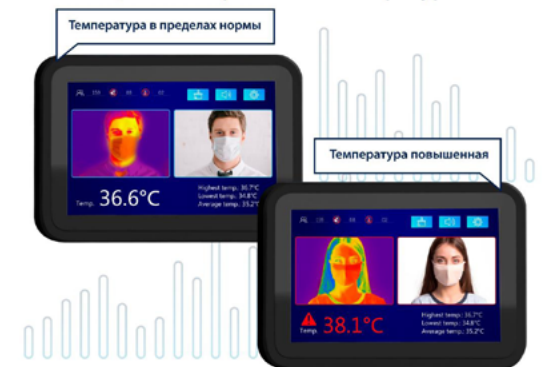 Температура в пределах нормы
Temp. 36.6°C
Highest temp.: 36.7°C
Lowest temp.: 34.8°C
Average temp.: 35.2°C
Температура повышенная
Temp. 38.1°C
Highest temp.: 36.7°C
Lowest temp.: 34.8°C
Average temp.: 35.2°C